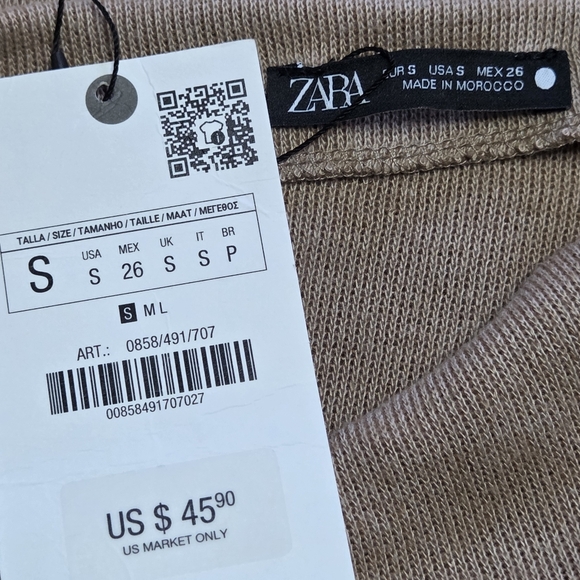 TALLA / SIZE / TAMANHO / TAILLE / MAAT / ΜΕΓΕΘΟΣ
S
USA MEX UK IT BR
S 26 S S P
S M L
ART.: 0858/491/707
00858491707027
US $ 45 90
US MARKET ONLY
ZARA
EUR S USA S MEX 26
MADE IN MOROCCO